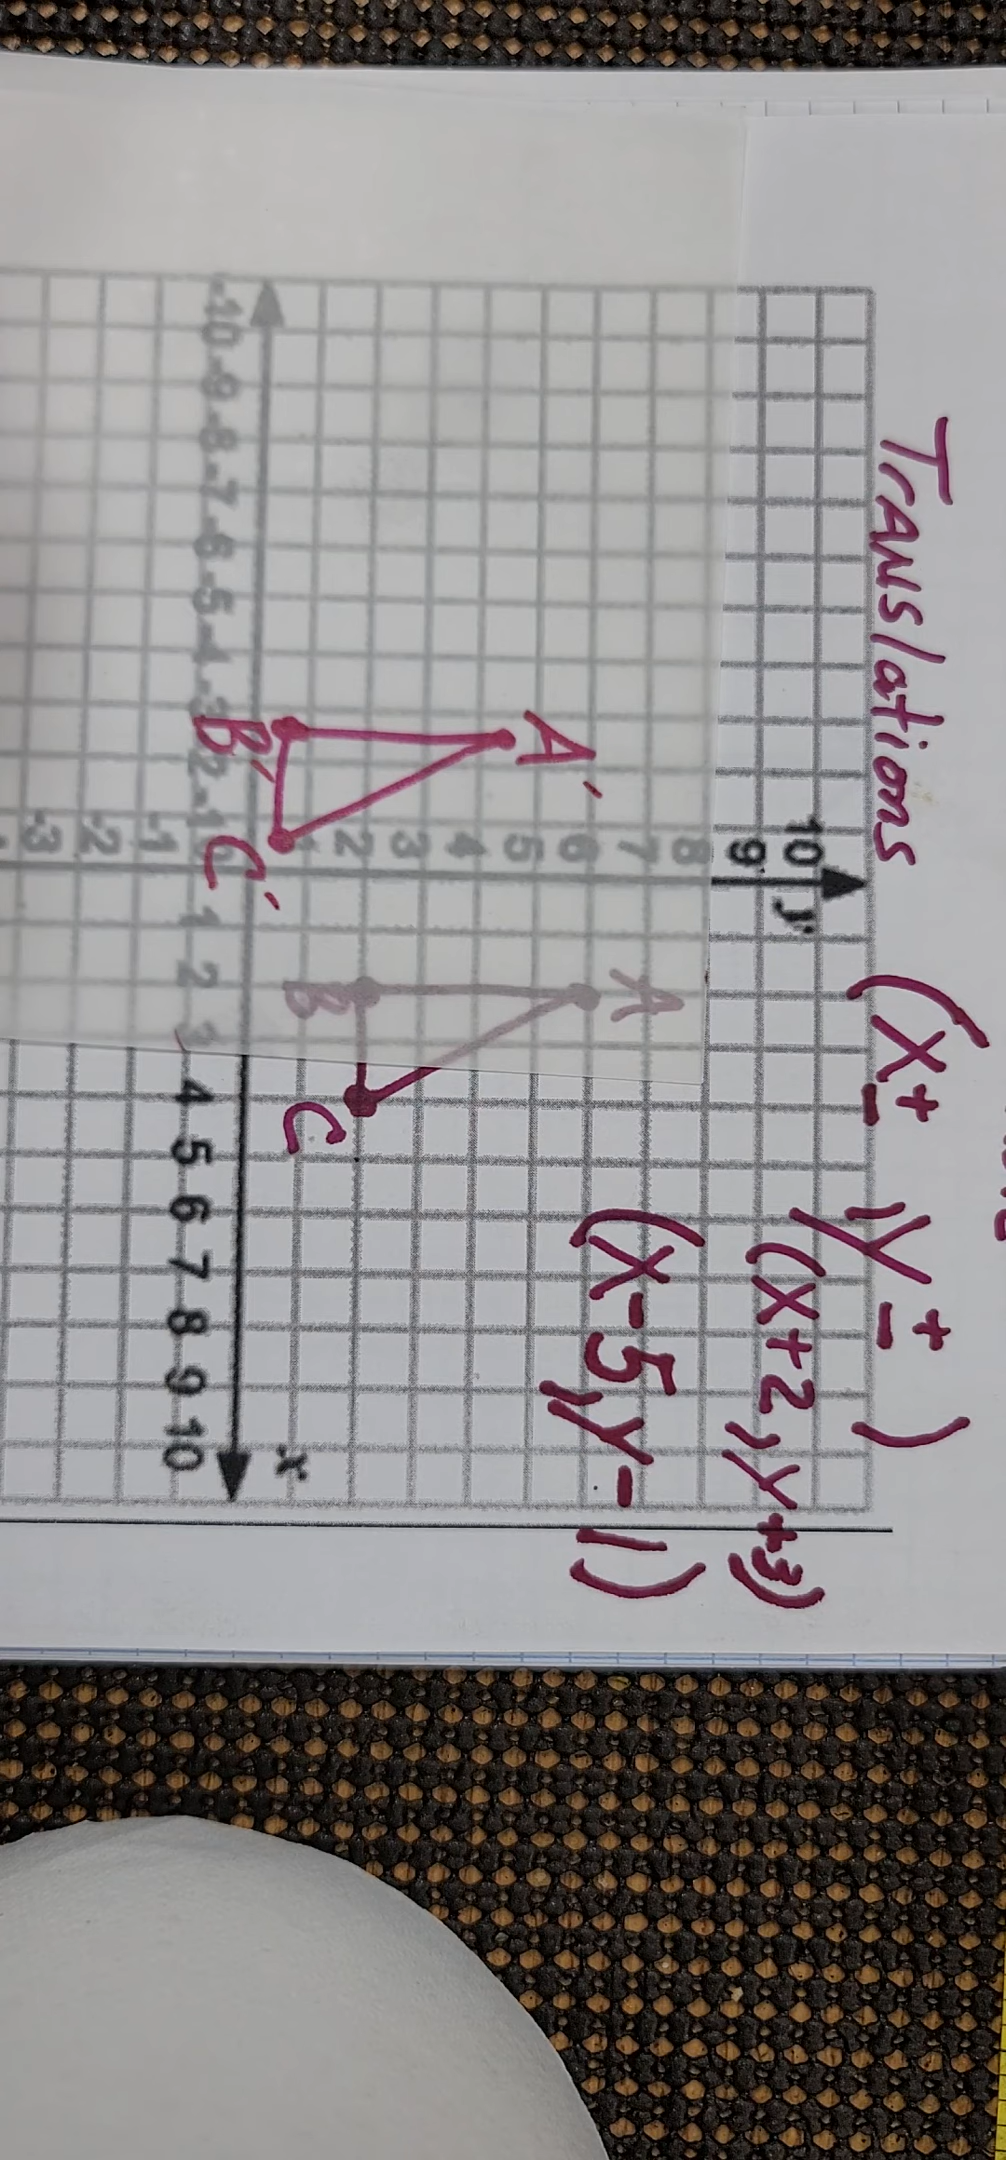 Translations
(x± y±)
(x+2,y+3)
(x-5,y-1)
y
10
9
8
7
6
5
4
3
2
A
A'
B
C
B'
C'
x
-10 -9 -8 -7 -6 -5 -4 -3 -2 -1 1 2 3 4 5 6 7 8 9 10
-1
-2
-3